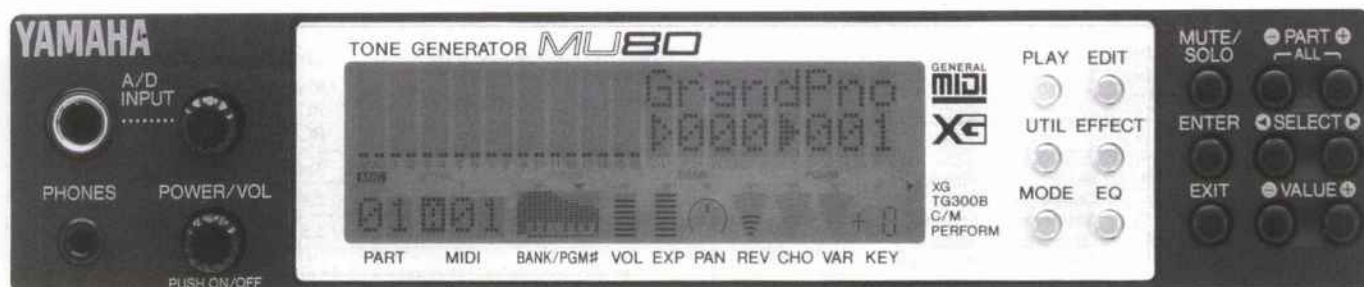 YAMAHA
A/D
INPUT
PHONES
POWER/VOL
PUSH ON/OFF
TONE GENERATOR MU80
GrandPno
000 001
01 01
+ 0
PART MIDI BANK/PGM# VOL EXP PAN REV CHO VAR KEY
GENERAL
MIDI
XG
XG
TG300B
C/M
PERFORM
PLAY EDIT
UTIL EFFECT
MODE EQ
MUTE/
SOLO
PART
ALL
ENTER
SELECT
EXIT
VALUE